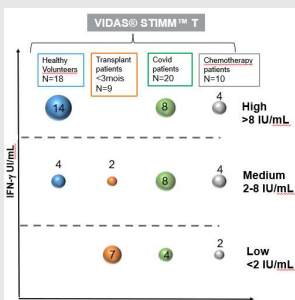 VIDAS® STIMM™ T
Healthy
Volunteers
N=18
Transplant
patients
<3mois
N=9
Covid
patients
N=20
Chemotherapy
patients
N=10
14
8
4
High
>8 IU/mL
4
2
8
4
Medium
2-8 IU/mL
7
4
2
Low
<2 IU/mL
IFN-γ UI/mL